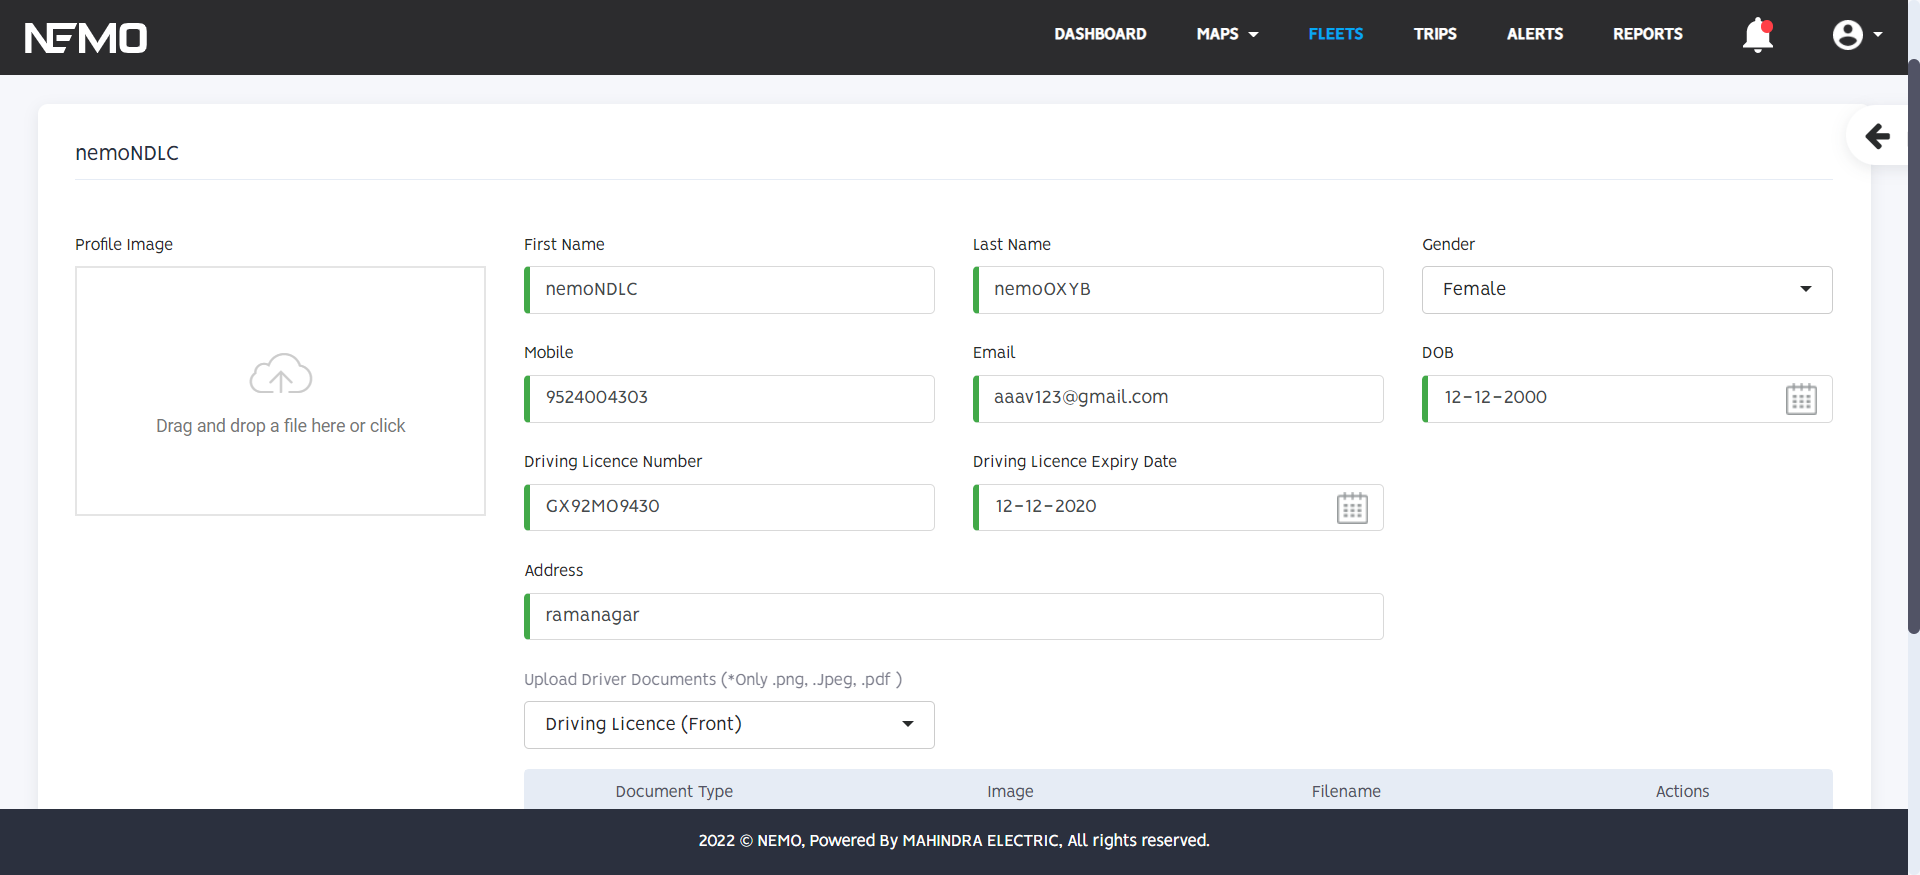 NEMO
DASHBOARD MAPS FLEETS TRIPS ALERTS REPORTS
nemoNDLC
Profile Image
Drag and drop a file here or click
First Name Last Name Gender
nemoNDLC nemoOXYB Female
Mobile Email DOB
9524004303 aaav123@gmail.com 12-12-2000
Driving Licence Number Driving Licence Expiry Date
GX92MO9430 12-12-2020
Address
ramanagar
Upload Driver Documents (*Only .png, .Jpeg, .pdf )
Driving Licence (Front)
Document Type Image Filename Actions
2022 © NEMO, Powered By MAHINDRA ELECTRIC, All rights reserved.